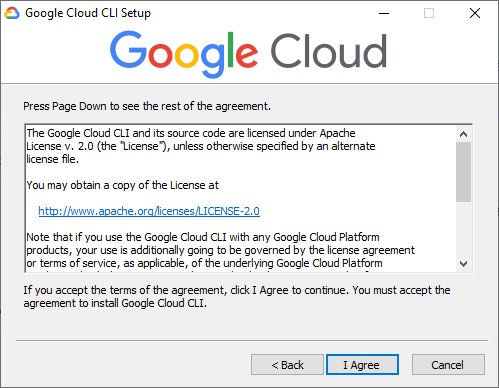 Google Cloud CLI Setup
Google Cloud
Press Page Down to see the rest of the agreement.
The Google Cloud CLI and its source code are licensed under Apache
License v. 2.0 (the "License"), unless otherwise specified by an alternate
license file.
You may obtain a copy of the License at
http://www.apache.org/licenses/LICENSE-2.0
Note that if you use the Google Cloud CLI with any Google Cloud Platform
products, your use is additionally going to be governed by the license agreement
or terms of service, as applicable, of the underlying Google Cloud Platform
If you accept the terms of the agreement, click I Agree to continue. You must accept the
agreement to install Google Cloud CLI.
< Back
I Agree
Cancel